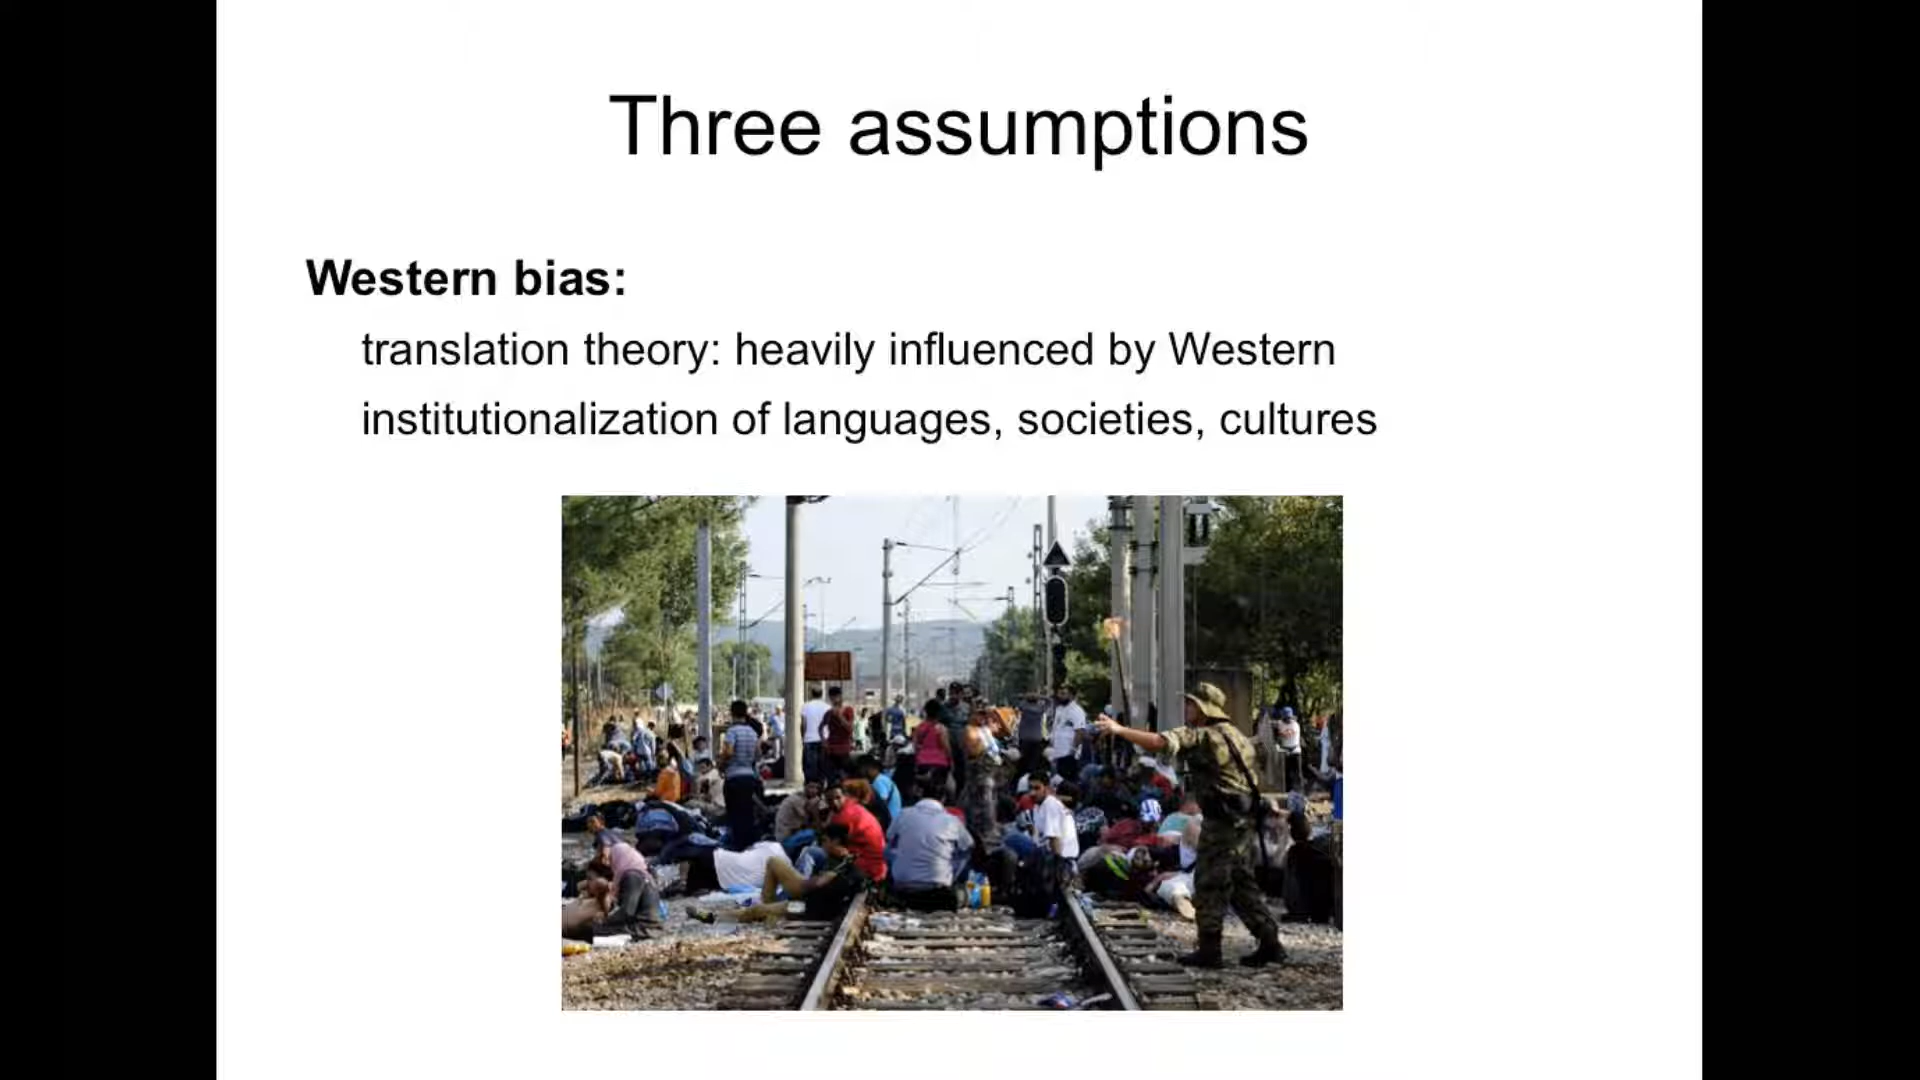 Three assumptions
Western bias:
translation theory: heavily influenced by Western
institutionalization of languages, societies, cultures